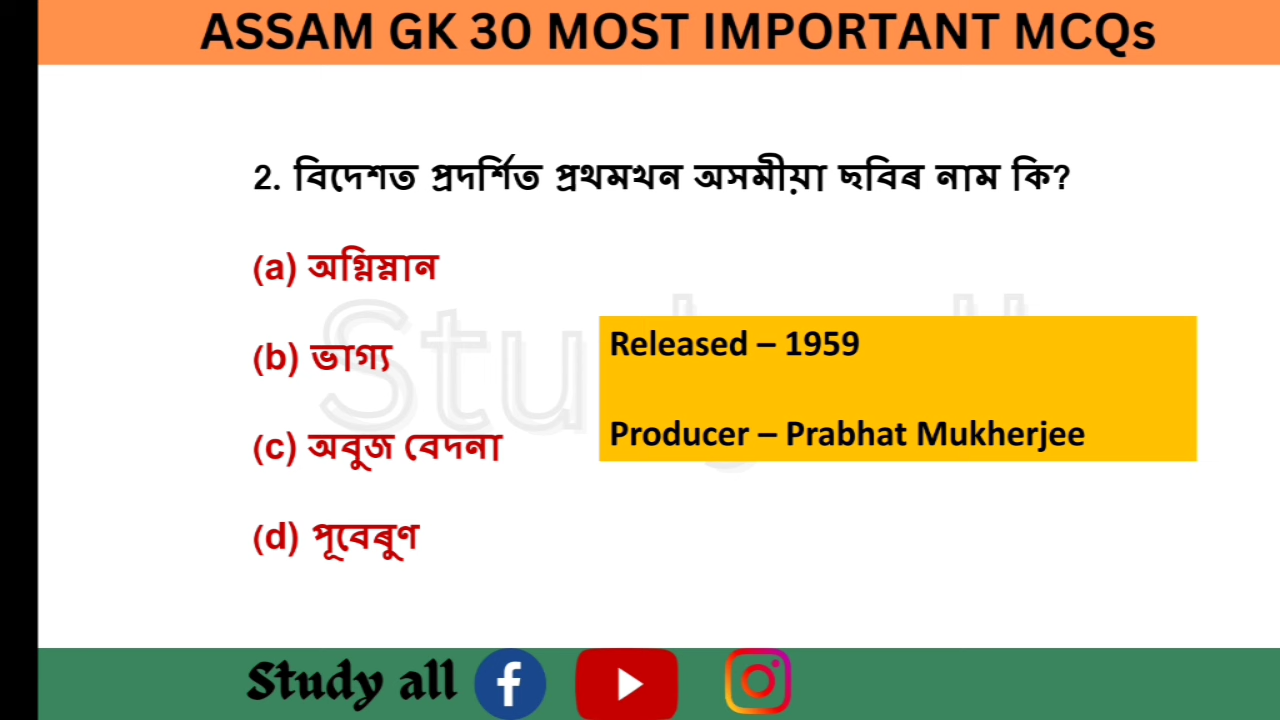 ASSAM GK 30 MOST IMPORTANT MCQs
2. বিদেশত প্ৰদৰ্শিত প্ৰথমখন অসমীয়া ছবিৰ নাম কি?
(a) অগ্নিস্নান
(b) ভাগ্য
(c) অবুজ বেদনা
(d) পূবেৰুণ
Released – 1959
Producer – Prabhat Mukherjee
Study all